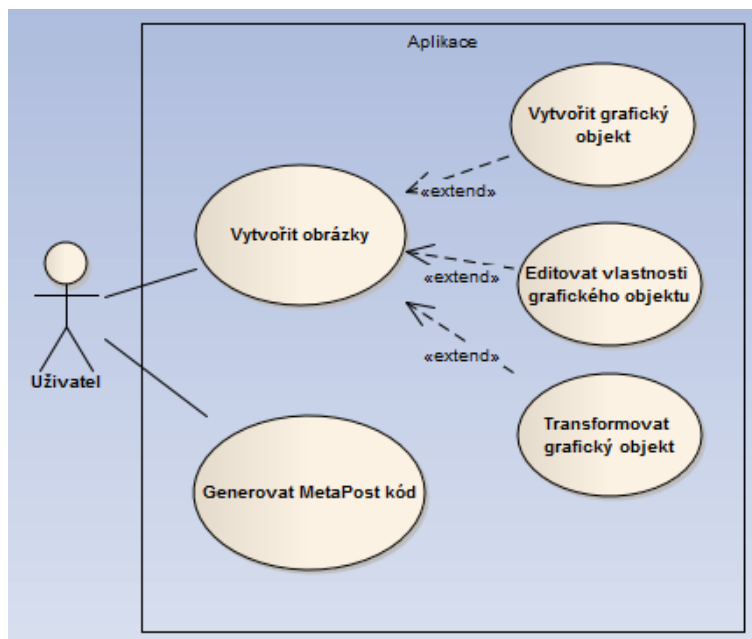 Aplikace
Vytvořit grafický
objekt
«extend»
Vytvořit obrázky
Editovat vlastnosti
grafického objektu
«extend»
«extend»
Uživatel
Transformovat
grafický objekt
Generovat MetaPost kód